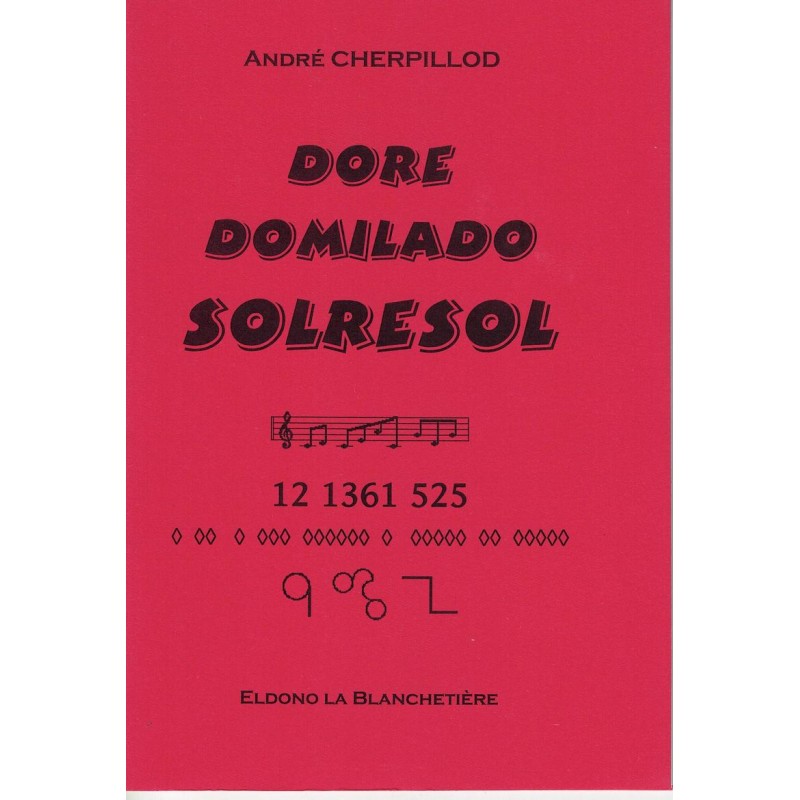 ANDRÉ CHERPILLOD
DORE
DOMILADO
SOLRESOL
12 1361 525
◊ ◊◊ ◊ ◊◊◊ ◊◊◊◊◊◊ ◊ ◊◊◊◊◊ ◊◊ ◊◊◊◊◊
ELDONO LA BLANCHETIÈRE